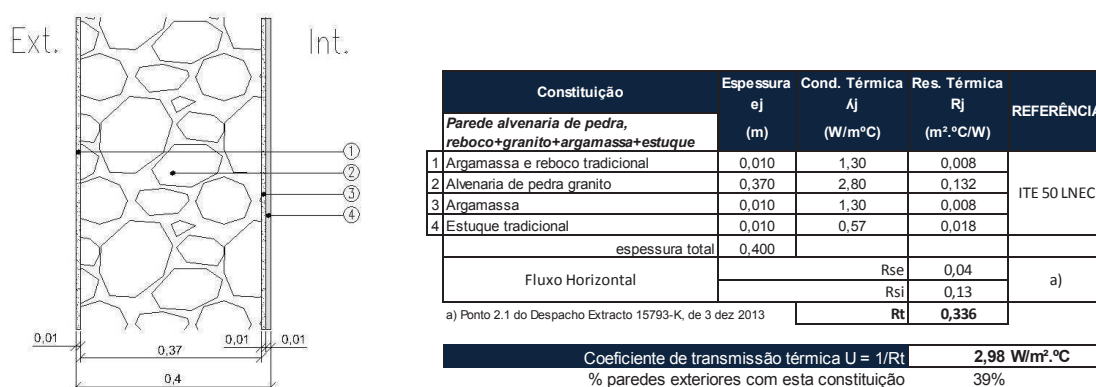 Ext.
Int.
1
2
3
4
0,01
0,01
0,01
0,37
0,4
Constituição
Espessura Cond. Térmica Res. Térmica
ej λj Rj
REFERÊNCIA
Parede alvenaria de pedra,
reboco+granito+argamassa+estuque
(m) (W/mºC) (m².ºC/W)
1 Argamassa e reboco tradicional 0,010 1,30 0,008
2 Alvenaria de pedra granito 0,370 2,80 0,132
ITE 50 LNEC
3 Argamassa 0,010 1,30 0,008
4 Estuque tradicional 0,010 0,57 0,018
espessura total 0,400
Fluxo Horizontal
Rse 0,04
Rsi 0,13
a)
a) Ponto 2.1 do Despacho Extracto 15793-K, de 3 dez 2013
Rt 0,336
Coeficiente de transmissão térmica U = 1/Rt 2,98 W/m².ºC
% paredes exteriores com esta constituição 39%